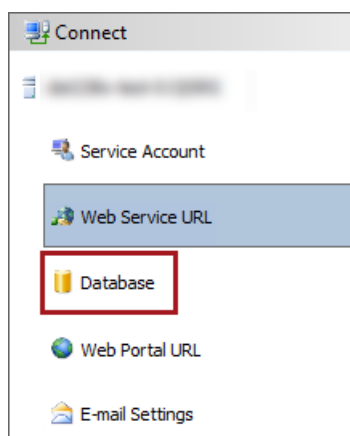 Connect
Service Account
Web Service URL
Database
Web Portal URL
E-mail Settings